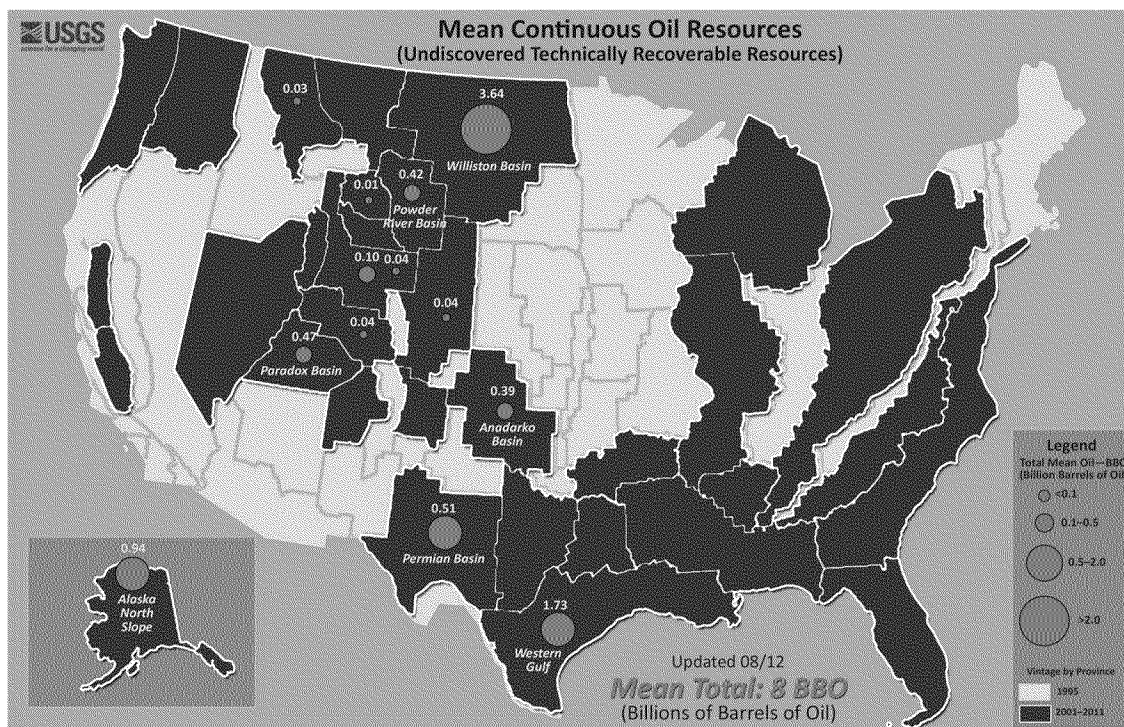 USGS
science for a changing world
Mean Continuous Oil Resources
(Undiscovered Technically Recoverable Resources)
0.03
3.64
Williston Basin
0.01
0.42
Powder
River Basin
0.10
0.04
0.04
0.04
0.47
Paradox Basin
0.39
Anadarko
Basin
0.51
Permian Basin
1.73
Western
Gulf
0.94
Alaska
North
Slope
Updated 08/12
Mean Total: 8 BBO
(Billions of Barrels of Oil)
Legend
Total Mean Oil—BBO
(Billion Barrels of Oil)
<0.1
0.1–0.5
0.5–2.0
>2.0
Vintage by Province
1995
2001–2011